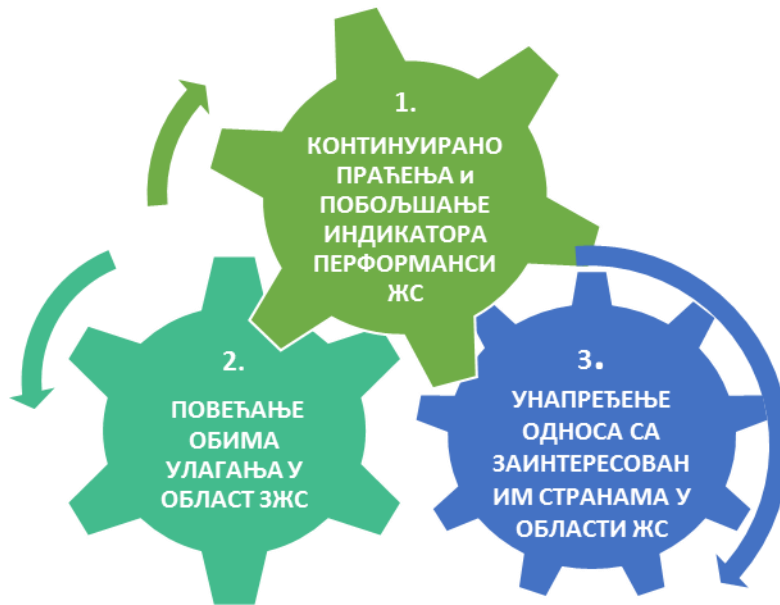 1.
КОНТИНУИРАНО
ПРАЋЕЊА и
ПОБОЉШАЊЕ
ИНДИКАТОРА
ПЕРФОРМАНСИ
ЖС
2.
ПОВЕЋАЊЕ
ОБИМА
УЛАГАЊА У
ОБЛАСТ ЗЖС
3.
УНАПРЕЂЕЊЕ
ОДНОСА СА
ЗАИНТЕРЕСОВАН
ИМ СТРАНАМА У
ОБЛАСТИ ЖС